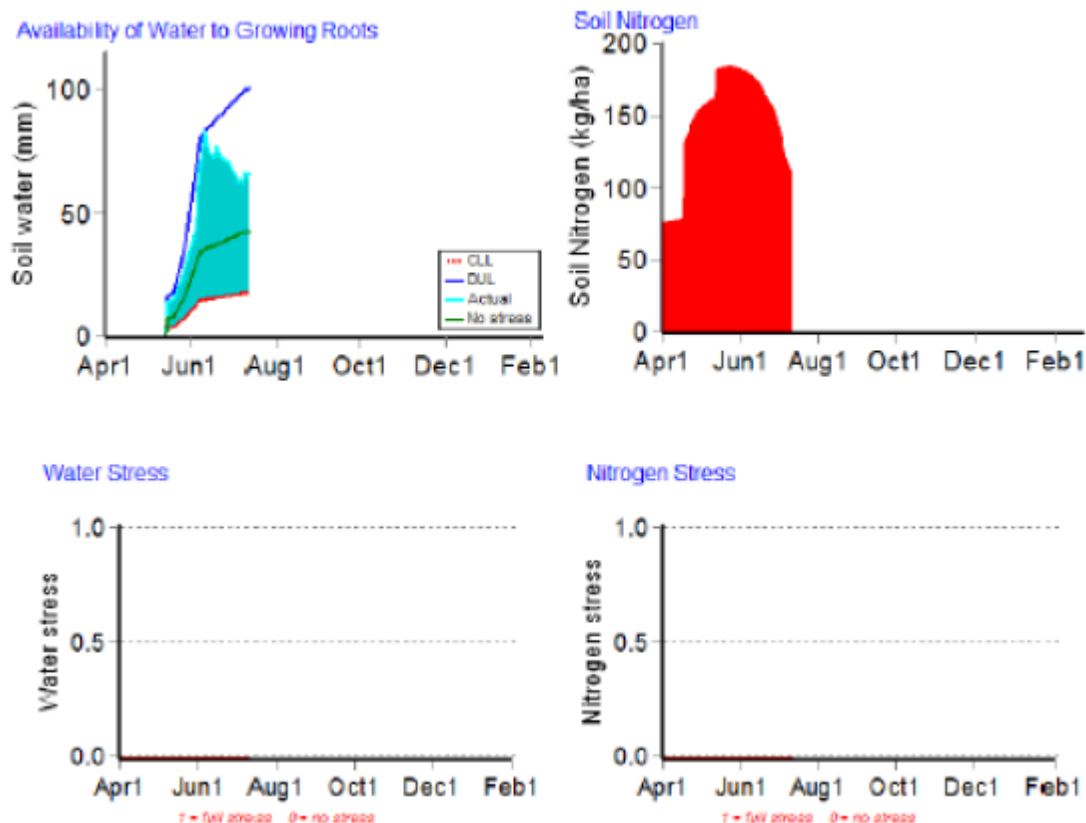 Availability of Water to Growing Roots
Soil water (mm)
100
50
0
Apr1 Jun1 Aug1 Oct1 Dec1 Feb1
CLL
DUL
Actual
No stress
Soil Nitrogen
Soil Nitrogen (kg/ha)
200
150
100
50
0
Apr1 Jun1 Aug1 Oct1 Dec1 Feb1
Water Stress
Water stress
1.0
0.5
0.0
Apr1 Jun1 Aug1 Oct1 Dec1 Feb1
1 = full stress 0 = no stress
Nitrogen Stress
Nitrogen stress
1.0
0.5
0.0
Apr1 Jun1 Aug1 Oct1 Dec1 Feb1
1 = full stress 0 = no stress